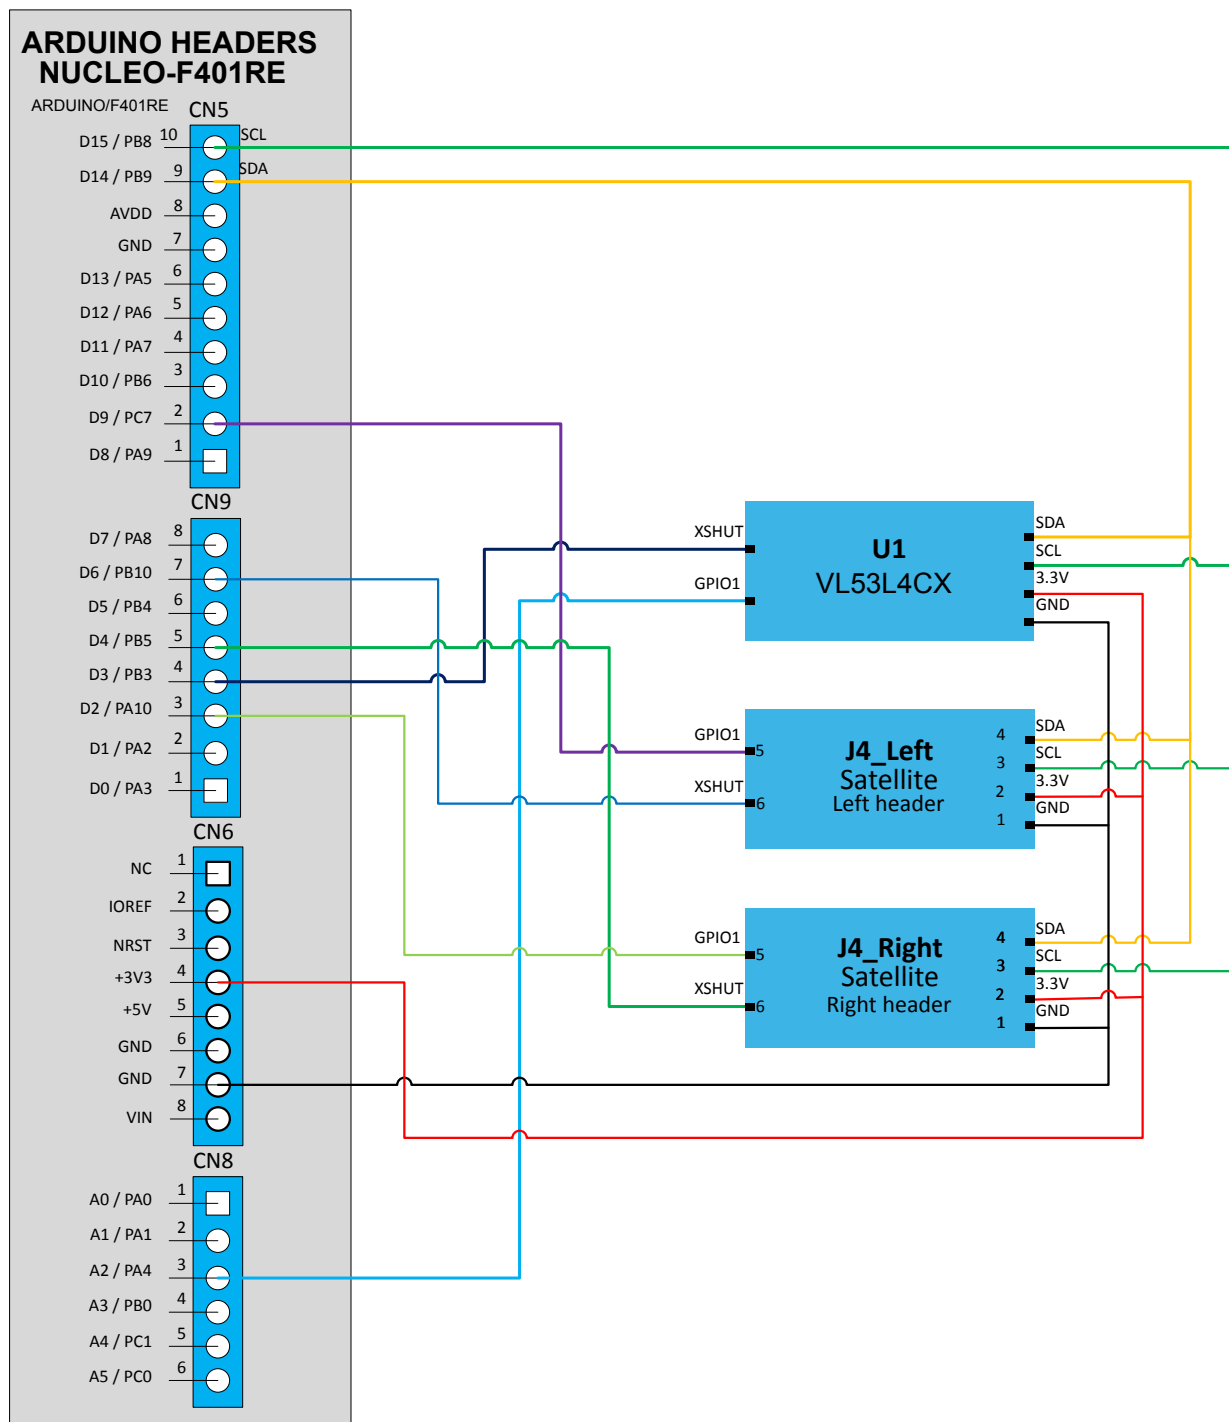 ARDUINO HEADERS
NUCLEO-F401RE
ARDUINO/F401RE
CN5
D15 / PB8 10 SCL
D14 / PB9 9 SDA
AVDD 8
GND 7
D13 / PA5 6
D12 / PA6 5
D11 / PA7 4
D10 / PB6 3
D9 / PC7 2
D8 / PA9 1
CN9
D7 / PA8 8
D6 / PB10 7
D5 / PB4 6
D4 / PB5 5
D3 / PB3 4
D2 / PA10 3
D1 / PA2 2
D0 / PA3 1
CN6
NC 1
IOREF 2
NRST 3
+3V3 4
+5V 5
GND 6
GND 7
VIN 8
CN8
A0 / PA0 1
A1 / PA1 2
A2 / PA4 3
A3 / PB0 4
A4 / PC1 5
A5 / PC0 6
XSHUT
GPIO1
U1
VL53L4CX
SDA
SCL
3.3V
GND
GPIO1 5
XSHUT 6
J4_Left
Satellite
Left header
4 SDA
3 SCL
2 3.3V
1 GND
GPIO1 5
XSHUT 6
J4_Right
Satellite
Right header
4 SDA
3 SCL
2 3.3V
1 GND